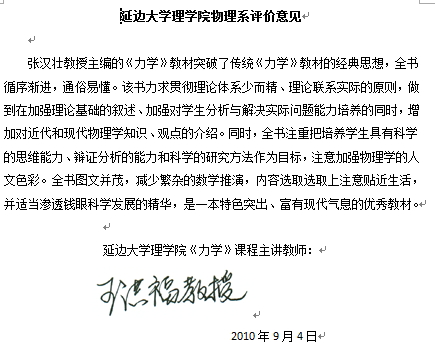 延边大学理学院物理系评价意见
张汉壮教授主编的《力学》教材突破了传统《力学》教材的经典思想，全书
循序渐进，通俗易懂。该书力求贯彻理论体系少而精、理论联系实际的原则，做
到在加强理论基础的叙述、加强对学生分析与解决实际问题能力培养的同时，增
加对近代和现代物理学知识、观点的介绍。同时，全书注重把培养学生具有科学
的思维能力、辩证分析的能力和科学的研究方法作为目标，注意加强物理学的人
文色彩。全书图文并茂，减少繁杂的数学推演，内容选取选取上注意贴近生活，
并适当渗透钱眼科学发展的精华，是一本特色突出、富有现代气息的优秀教材。
延边大学理学院《力学》课程主讲教师：
王洪福教授
2010 年 9 月 4 日